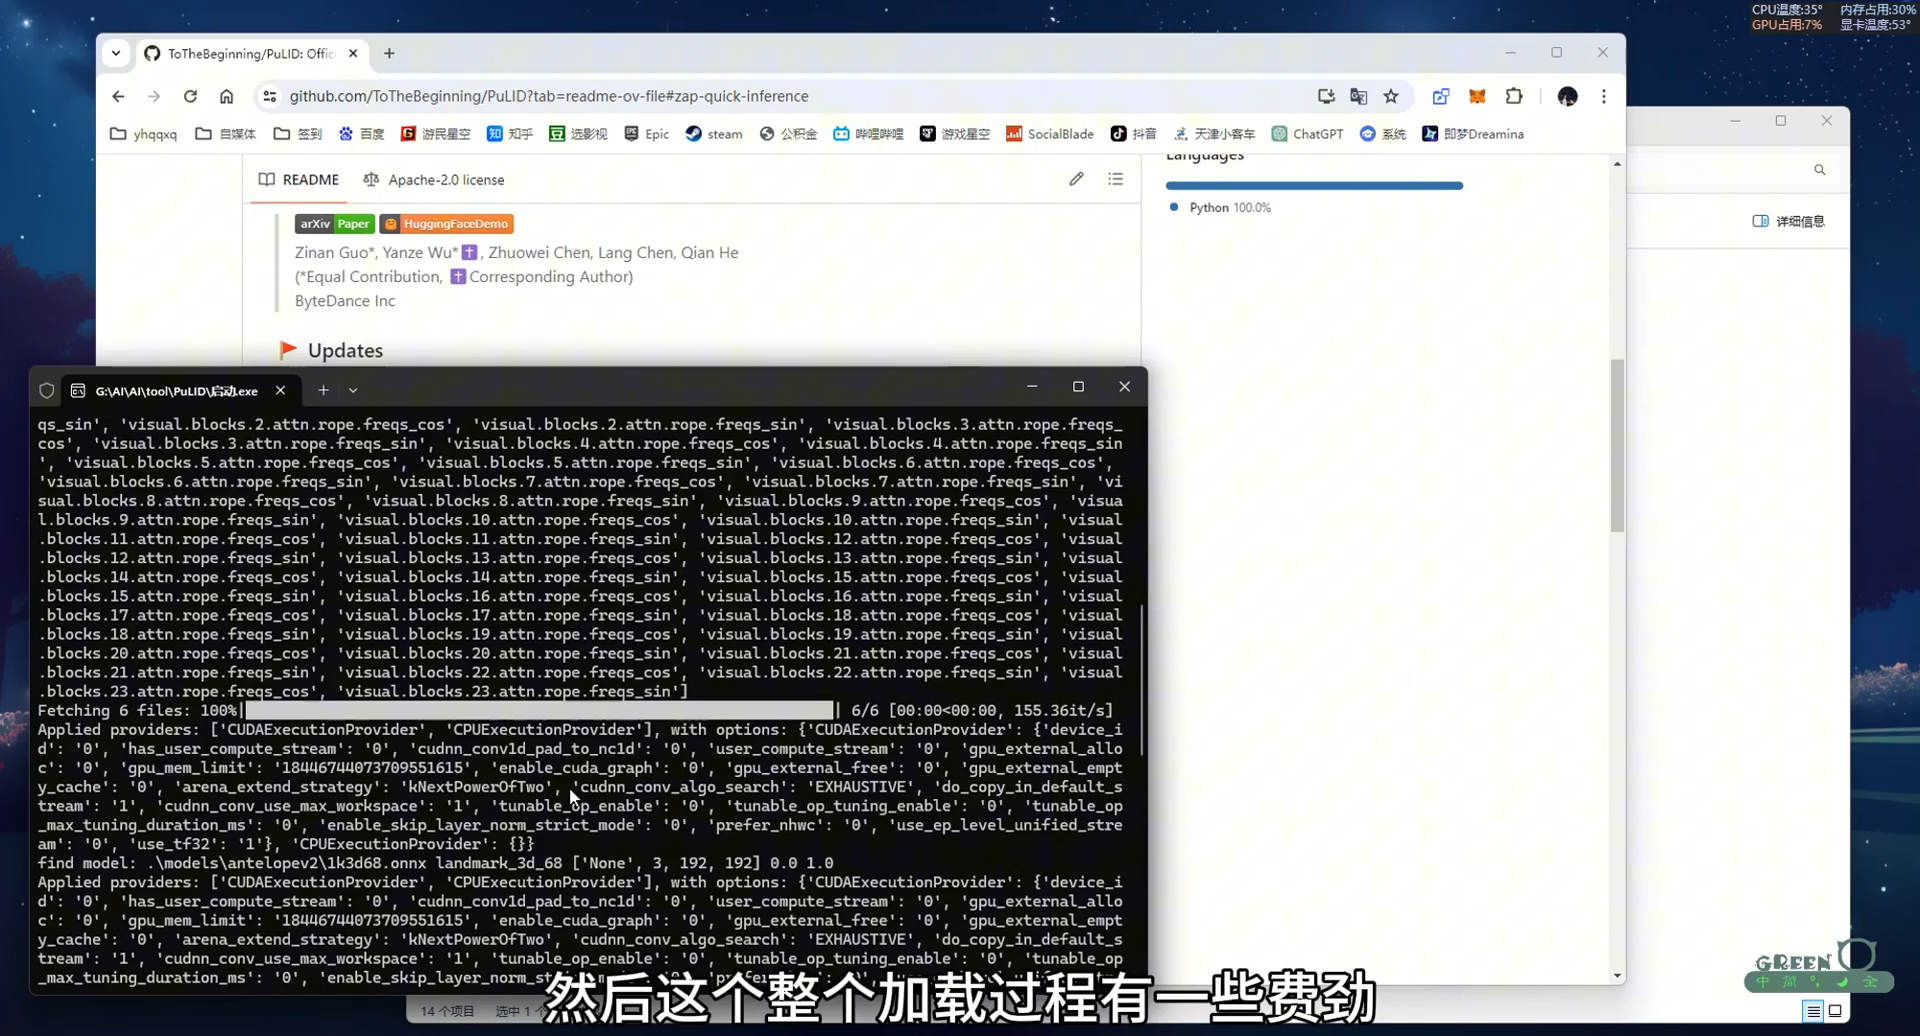 CPU温度:35° 内存占用:30%
GPU占用:7% 显卡温度:53°
ToTheBeginning/PuLID: Offic
github.com/ToTheBeginning/PuLID?tab=readme-ov-file#zap-quick-inference
yhqqxq 自媒体 签到 百度 游民星空 知乎 选影视 Epic steam 公积金 哔哩哔哩 游戏星空 SocialBlade 抖音 天津小客车 ChatGPT 系统 即梦Dreamina
README Apache-2.0 license
Languages
Python 100.0%
详细信息
arXiv Paper HuggingFaceDemo
Zinan Guo*, Yanze Wu*✝, Zhuowei Chen, Lang Chen, Qian He
(*Equal Contribution, ✝Corresponding Author)
ByteDance Inc
Updates
G:\AI\AI\tool\PuLID\启动.exe
qs_sin', 'visual.blocks.2.attn.rope.freqs_cos', 'visual.blocks.2.attn.rope.freqs_sin', 'visual.blocks.3.attn.rope.freqs_
cos', 'visual.blocks.3.attn.rope.freqs_sin', 'visual.blocks.4.attn.rope.freqs_cos', 'visual.blocks.4.attn.rope.freqs_sin
', 'visual.blocks.5.attn.rope.freqs_cos', 'visual.blocks.5.attn.rope.freqs_sin', 'visual.blocks.6.attn.rope.freqs_cos',
'visual.blocks.6.attn.rope.freqs_sin', 'visual.blocks.7.attn.rope.freqs_cos', 'visual.blocks.7.attn.rope.freqs_sin', 'vi
sual.blocks.8.attn.rope.freqs_cos', 'visual.blocks.8.attn.rope.freqs_sin', 'visual.blocks.9.attn.rope.freqs_cos', 'visua
l.blocks.9.attn.rope.freqs_sin', 'visual.blocks.10.attn.rope.freqs_cos', 'visual.blocks.10.attn.rope.freqs_sin', 'visual
.blocks.11.attn.rope.freqs_cos', 'visual.blocks.11.attn.rope.freqs_sin', 'visual.blocks.12.attn.rope.freqs_cos', 'visual
.blocks.12.attn.rope.freqs_sin', 'visual.blocks.13.attn.rope.freqs_cos', 'visual.blocks.13.attn.rope.freqs_sin', 'visual
.blocks.14.attn.rope.freqs_cos', 'visual.blocks.14.attn.rope.freqs_sin', 'visual.blocks.15.attn.rope.freqs_cos', 'visual
.blocks.15.attn.rope.freqs_sin', 'visual.blocks.16.attn.rope.freqs_cos', 'visual.blocks.16.attn.rope.freqs_sin', 'visual
.blocks.17.attn.rope.freqs_cos', 'visual.blocks.17.attn.rope.freqs_sin', 'visual.blocks.18.attn.rope.freqs_cos', 'visual
.blocks.18.attn.rope.freqs_sin', 'visual.blocks.19.attn.rope.freqs_cos', 'visual.blocks.19.attn.rope.freqs_sin', 'visual
.blocks.20.attn.rope.freqs_cos', 'visual.blocks.20.attn.rope.freqs_sin', 'visual.blocks.21.attn.rope.freqs_cos', 'visual
.blocks.21.attn.rope.freqs_sin', 'visual.blocks.22.attn.rope.freqs_cos', 'visual.blocks.22.attn.rope.freqs_sin', 'visual
.blocks.23.attn.rope.freqs_cos', 'visual.blocks.23.attn.rope.freqs_sin']
Fetching 6 files: 100%| | 6/6 [00:00<00:00, 155.36it/s]
Applied providers: ['CUDAExecutionProvider', 'CPUExecutionProvider'], with options: {'CUDAExecutionProvider': {'device_i
d': '0', 'has_user_compute_stream': '0', 'cudnn_conv1d_pad_to_nc1d': '0', 'user_compute_stream': '0', 'gpu_external_allo
c': '0', 'gpu_mem_limit': '18446744073709551615', 'enable_cuda_graph': '0', 'gpu_external_free': '0', 'gpu_external_empt
y_cache': '0', 'arena_extend_strategy': 'kNextPowerOfTwo', 'cudnn_conv_algo_search': 'EXHAUSTIVE', 'do_copy_in_default_s
tream': '1', 'cudnn_conv_use_max_workspace': '1', 'tunable_op_enable': '0', 'tunable_op_tuning_enable': '0', 'tunable_op
_max_tuning_duration_ms': '0', 'enable_skip_layer_norm_strict_mode': '0', 'prefer_nhwc': '0', 'use_ep_level_unified_stre
am': '0', 'use_tf32': '1'}, 'CPUExecutionProvider': {}}
find model: .\models\antelopev2\1k3d68.onnx landmark_3d_68 ['None', 3, 192, 192] 0.0 1.0
Applied providers: ['CUDAExecutionProvider', 'CPUExecutionProvider'], with options: {'CUDAExecutionProvider': {'device_i
d': '0', 'has_user_compute_stream': '0', 'cudnn_conv1d_pad_to_nc1d': '0', 'user_compute_stream': '0', 'gpu_external_allo
c': '0', 'gpu_mem_limit': '18446744073709551615', 'enable_cuda_graph': '0', 'gpu_external_free': '0', 'gpu_external_empt
y_cache': '0', 'arena_extend_strategy': 'kNextPowerOfTwo', 'cudnn_conv_algo_search': 'EXHAUSTIVE', 'do_copy_in_default_s
tream': '1', 'cudnn_conv_use_max_workspace': '1', 'tunable_op_enable': '0', 'tunable_op_tuning_enable': '0', 'tunable_op
_max_tuning_duration_ms': '0', 'enable_skip_layer_norm_str
然后这个整个加载过程有一些费劲
14 个项目 选中 1 个
GREEN
中 简 °, 全